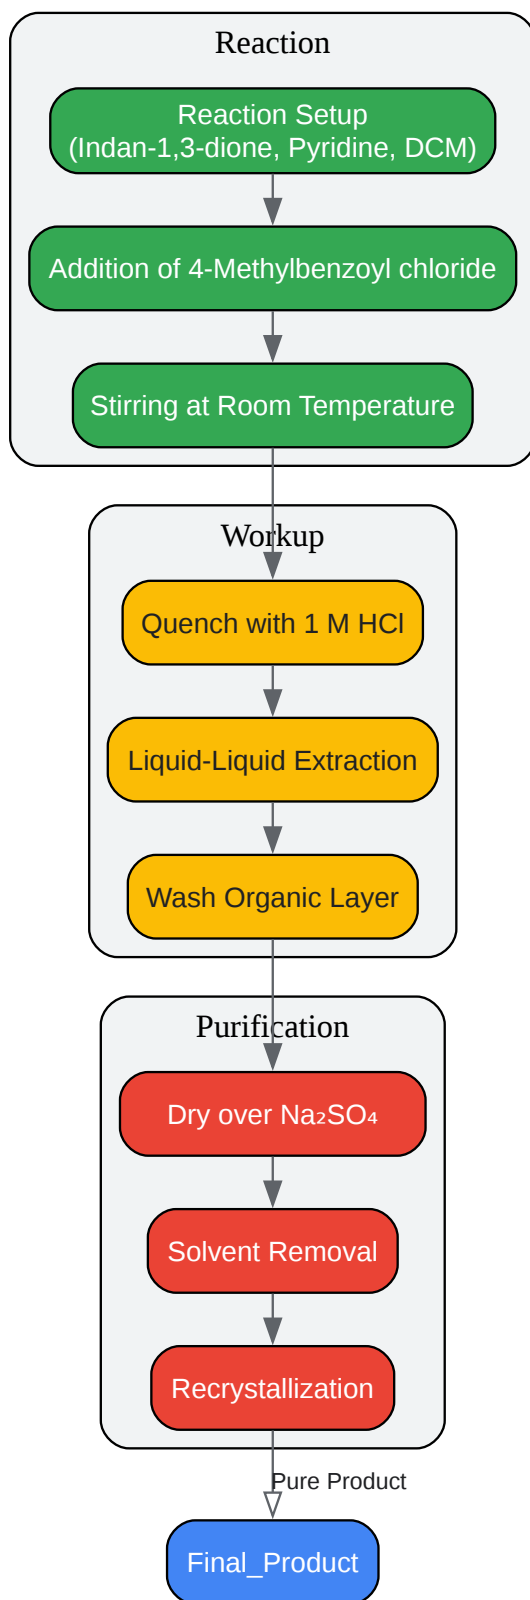 Reaction
Reaction Setup
(Indan-1,3-dione, Pyridine, DCM)
Addition of 4-Methylbenzoyl chloride
Stirring at Room Temperature
Workup
Quench with 1 M HCl
Liquid-Liquid Extraction
Wash Organic Layer
Purification
Dry over Na₂SO₄
Solvent Removal
Recrystallization
Pure Product
Final_Product